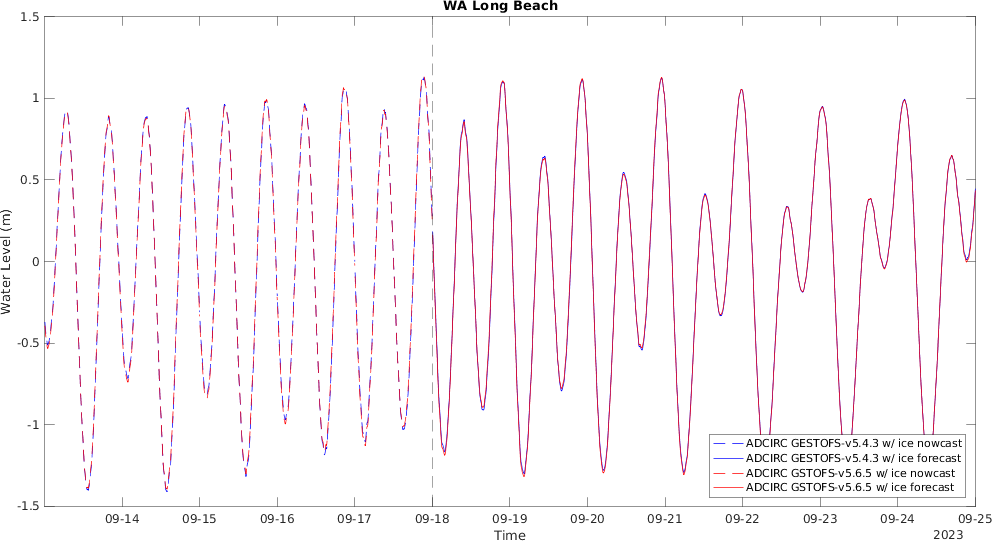 WA Long Beach
1.5
1
0.5
0
-0.5
-1
-1.5
Water Level (m)
ADCIRC GESTOFS-v5.4.3 w/ ice nowcast
ADCIRC GESTOFS-v5.4.3 w/ ice forecast
ADCIRC GSTOFS-v5.6.5 w/ ice nowcast
ADCIRC GSTOFS-v5.6.5 w/ ice forecast
09-14 09-15 09-16 09-17 09-18 09-19 09-20 09-21 09-22 09-23 09-24 09-25
Time
2023